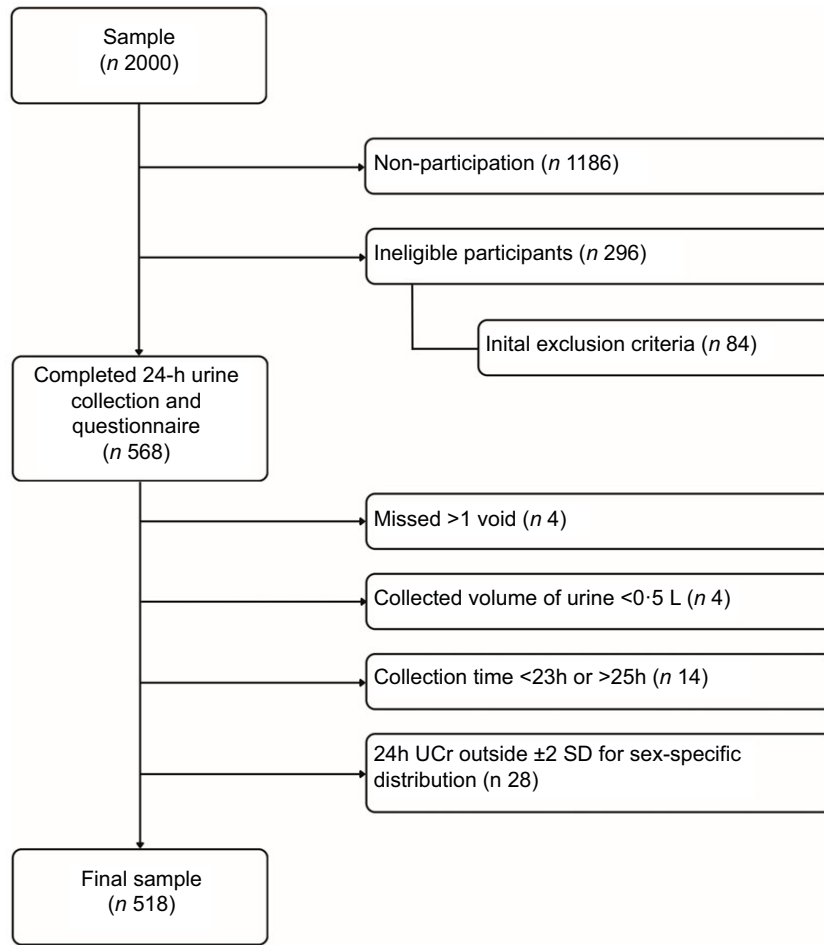 Sample
(n 2000)
Non-participation (n 1186)
Ineligible participants (n 296)
Inital exclusion criteria (n 84)
Completed 24-h urine
collection and
questionnaire
(n 568)
Missed >1 void (n 4)
Collected volume of urine <0·5 L (n 4)
Collection time <23h or >25h (n 14)
24h UCr outside ±2 SD for sex-specific
distribution (n 28)
Final sample
(n 518)